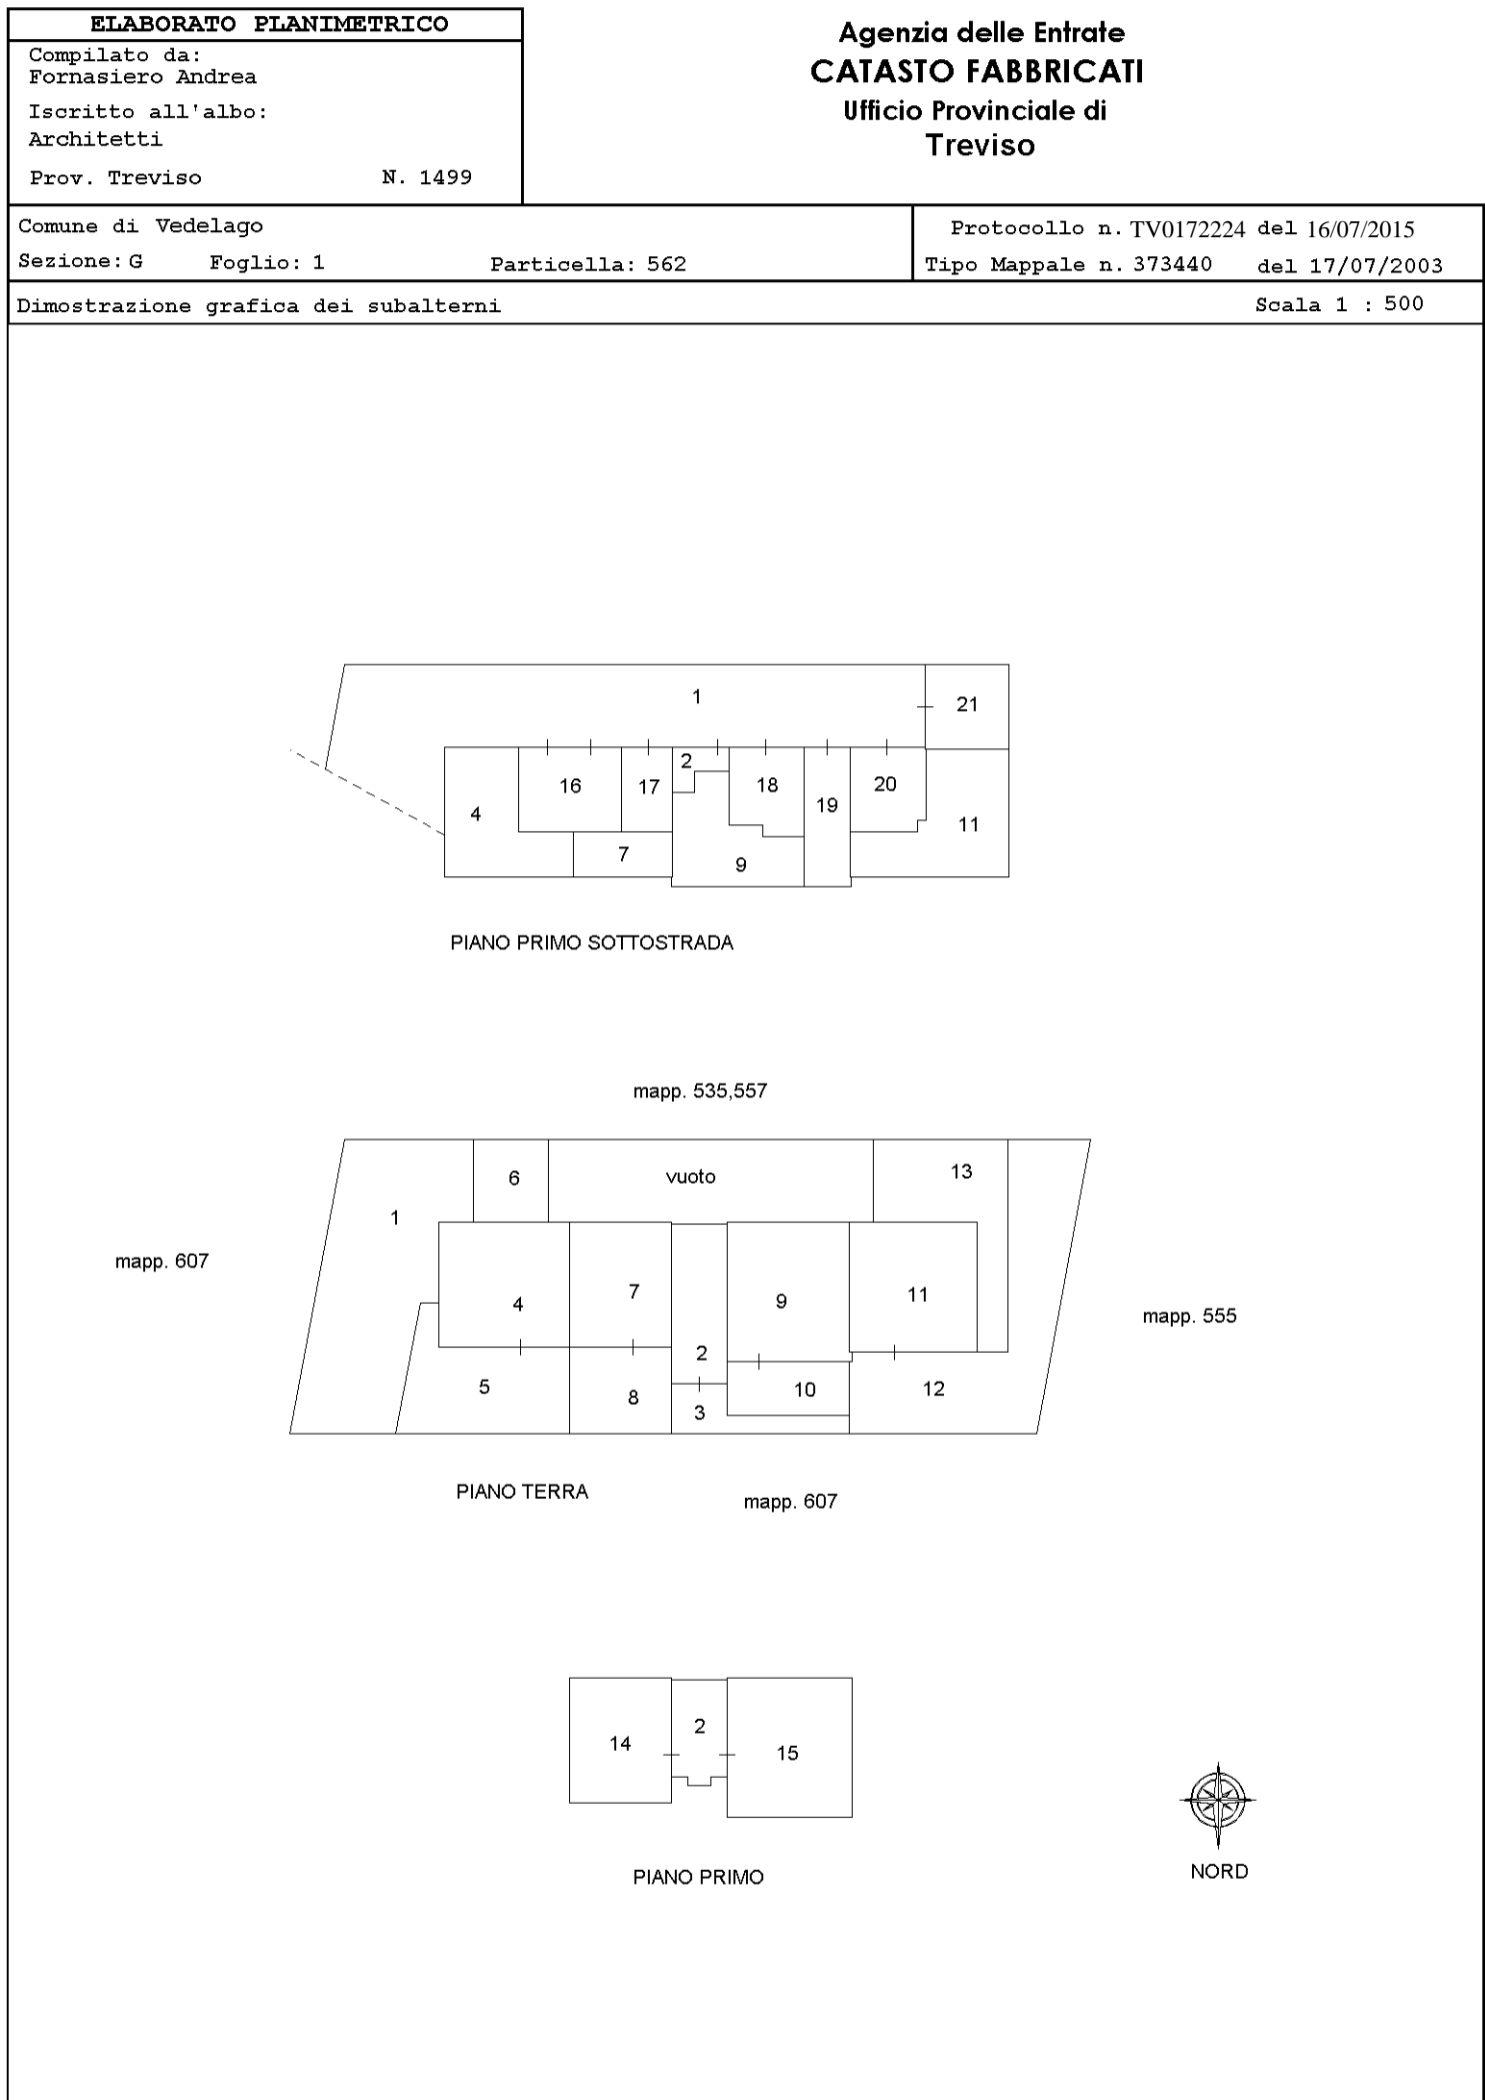 ELABORATO PLANIMETRICO
Compilato da:
Fornasiero Andrea
Iscritto all'albo:
Architetti
Prov. Treviso N. 1499
Agenzia delle Entrate
CATASTO FABBRICATI
Ufficio Provinciale di
Treviso
Comune di Vedelago
Sezione: G Foglio: 1 Particella: 562
Protocollo n. TV0172224 del 16/07/2015
Tipo Mappale n. 373440 del 17/07/2003
Dimostrazione grafica dei subalterni Scala 1 : 500
1
21
2
16
17
18
20
19
4
11
7
9
PIANO PRIMO SOTTOSTRADA
mapp. 535,557
6
vuoto
13
1
mapp. 607
7
4
9
11
mapp. 555
2
5
8
10
12
3
PIANO TERRA
mapp. 607
14
2
15
PIANO PRIMO
NORD